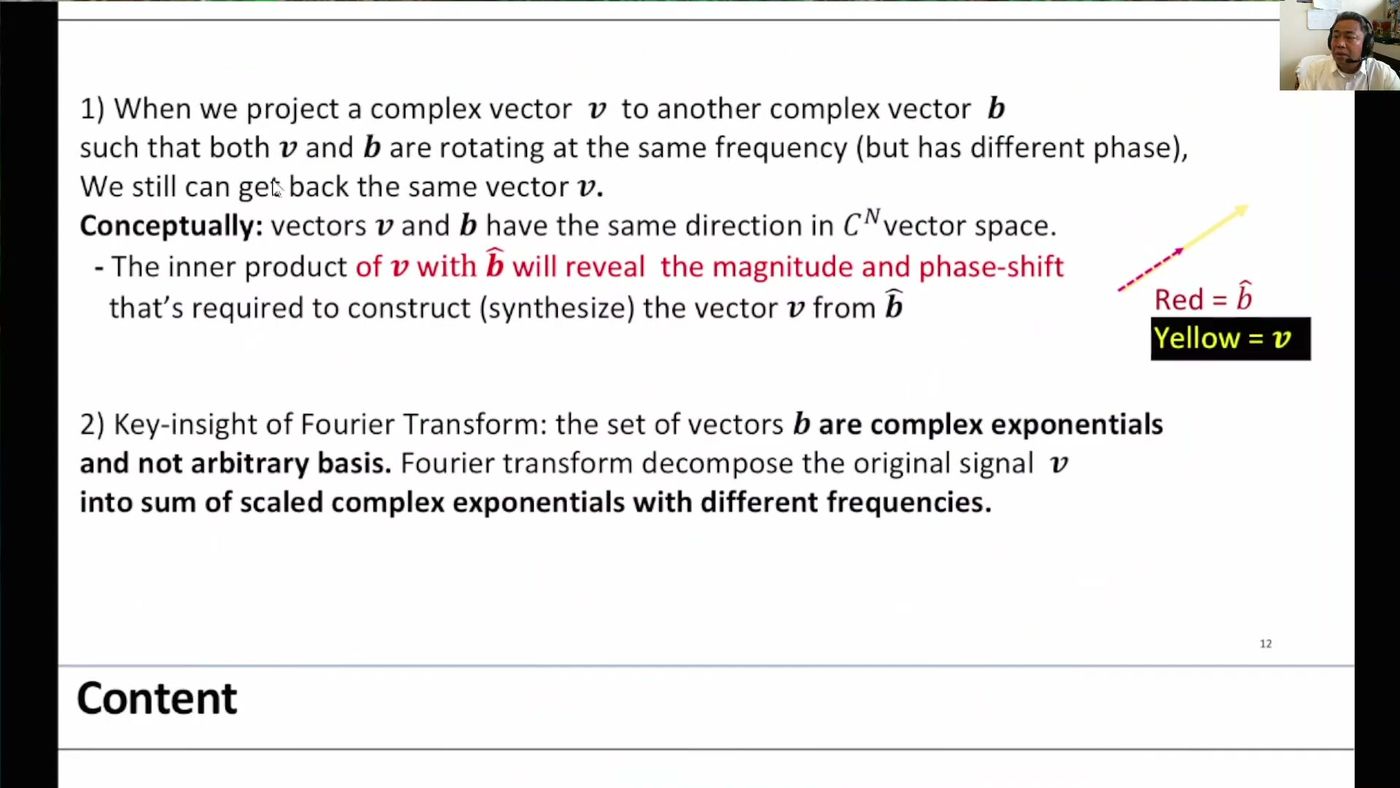 1) When we project a complex vector v to another complex vector b
such that both v and b are rotating at the same frequency (but has different phase),
We still can get back the same vector v.
Conceptually: vectors v and b have the same direction in Cᴺ vector space.
- The inner product of v with b̂ will reveal the magnitude and phase-shift
that’s required to construct (synthesize) the vector v from b̂
Red = b̂
Yellow = v
2) Key-insight of Fourier Transform: the set of vectors b are complex exponentials
and not arbitrary basis. Fourier transform decompose the original signal v
into sum of scaled complex exponentials with different frequencies.
12
Content